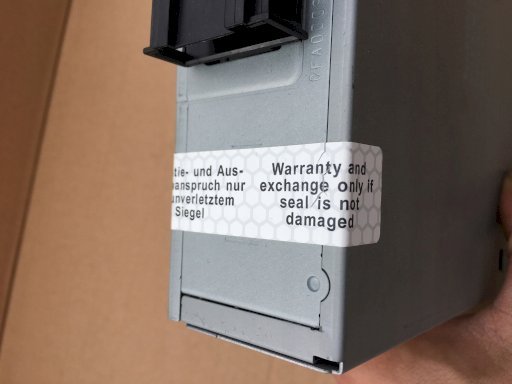 tie- und Aus-
anspruch nur
unverletztem
Siegel
Warranty and
exchange only if
seal is not
damaged